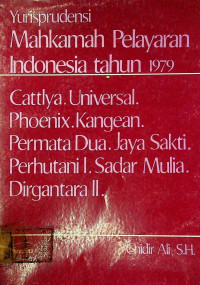 Yurisprudensi
Mahkamah Pelayaran
Indonesia tahun 1979
Cattlya. Universal.
Phoenix. Kangean.
Permata Dua. Jaya Sakti.
Perhutani I. Sadar Mulia.
Dirgantara II.
Chidir Ali, S.H.